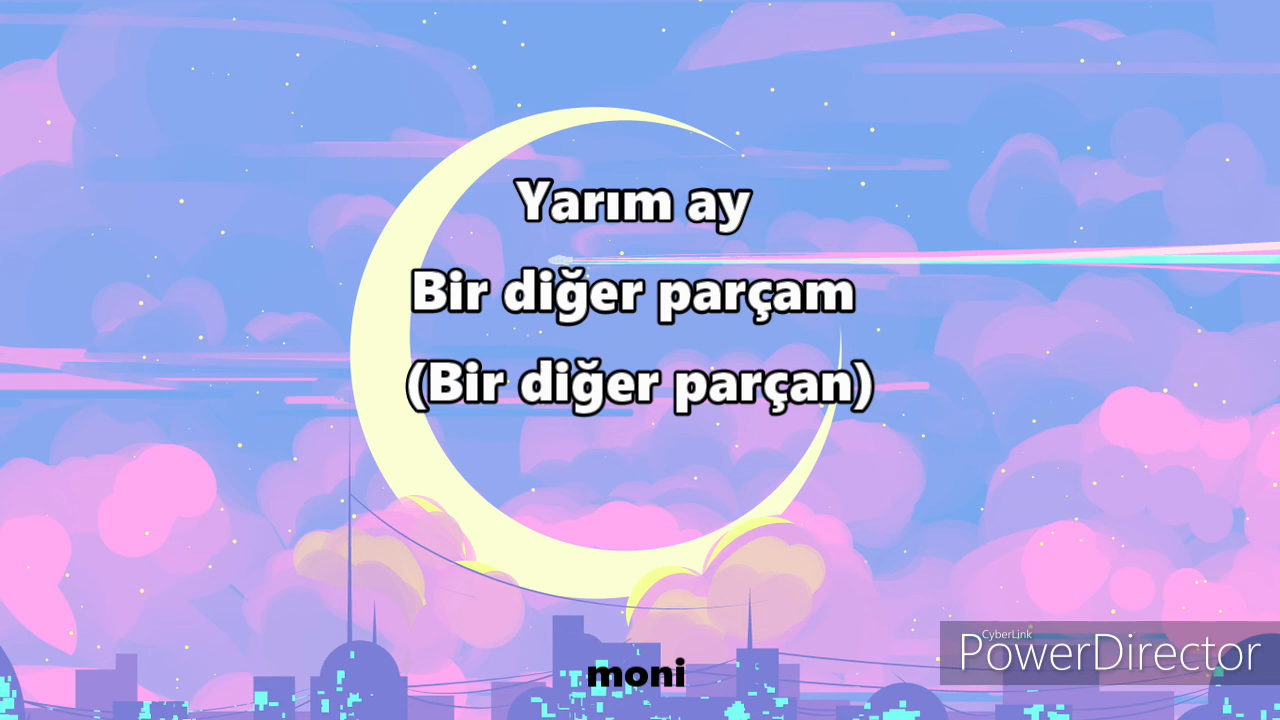 Yarım ay
Bir diğer parçam
(Bir diğer parçan)
CyberLink
PowerDirector
moni